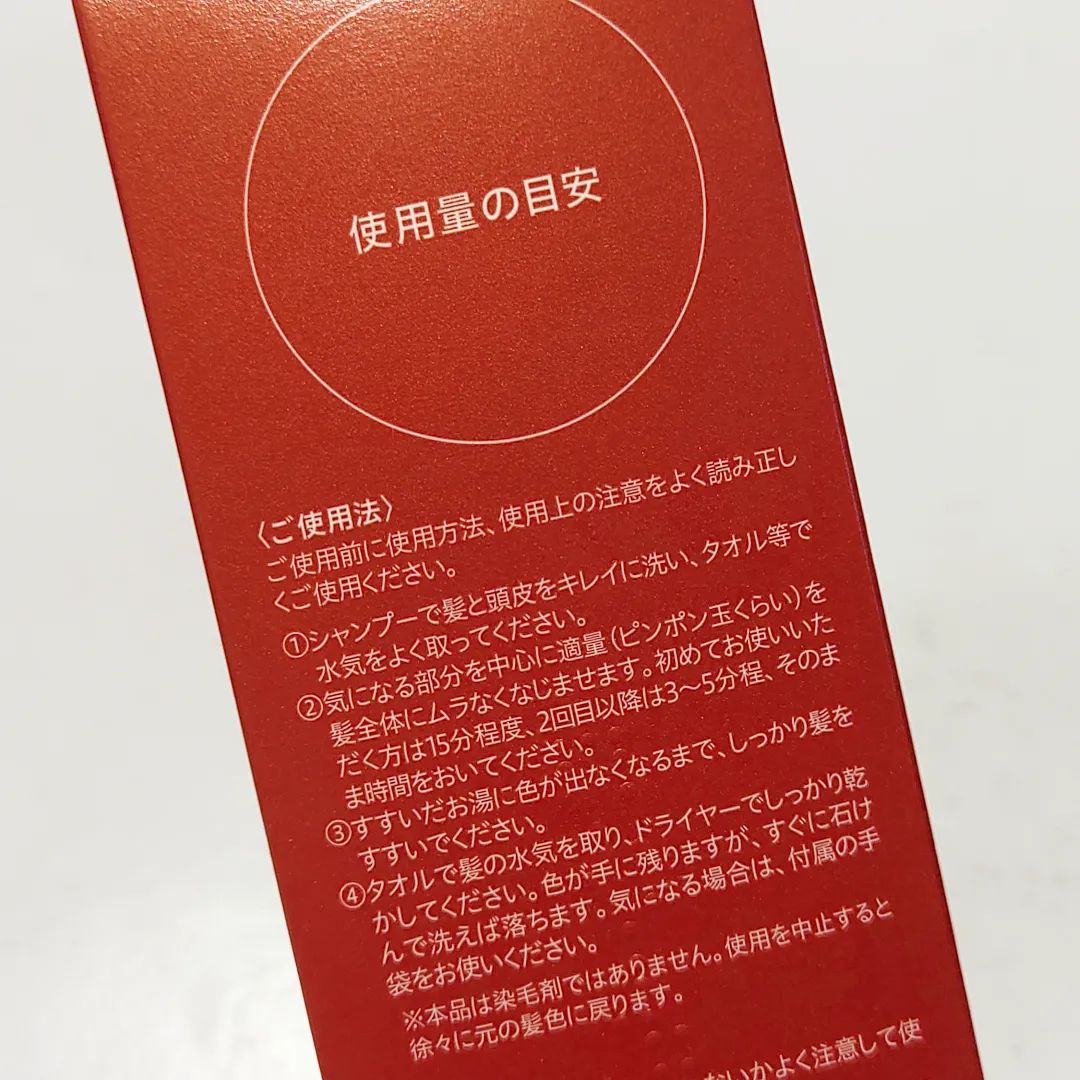 使用量の目安
〈ご使用法〉
ご使用前に使用方法、使用上の注意をよく読み正し
くご使用ください。
①シャンプーで髪と頭皮をキレイに洗い、タオル等で
水気をよく取ってください。
②気になる部分を中心に適量(ピンポン玉くらい)を
髪全体にムラなくなじませます。初めてお使いいた
だく方は15分程度、2回目以降は3〜5分程、そのま
ま時間をおいてください。
③すすいだお湯に色が出なくなるまで、しっかり髪を
すすいでください。
④タオルで髪の水気を取り、ドライヤーでしっかり乾
かしてください。色が手に残りますが、すぐに石け
んで洗えば落ちます。気になる場合は、付属の手
袋をお使いください。
※本品は染毛剤ではありません。使用を中止すると
徐々に元の髪色に戻ります。
ないかよく注意して使